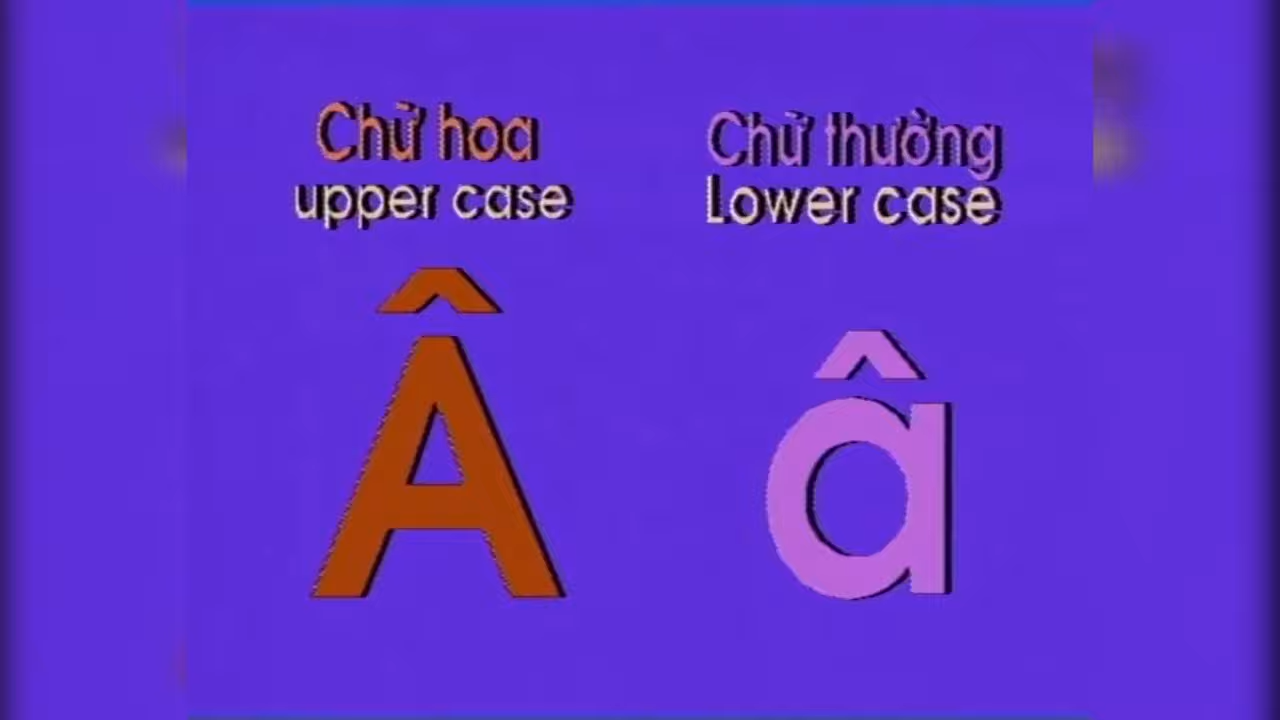 Chữ hoa
upper case
Chữ thường
Lower case
Â
â